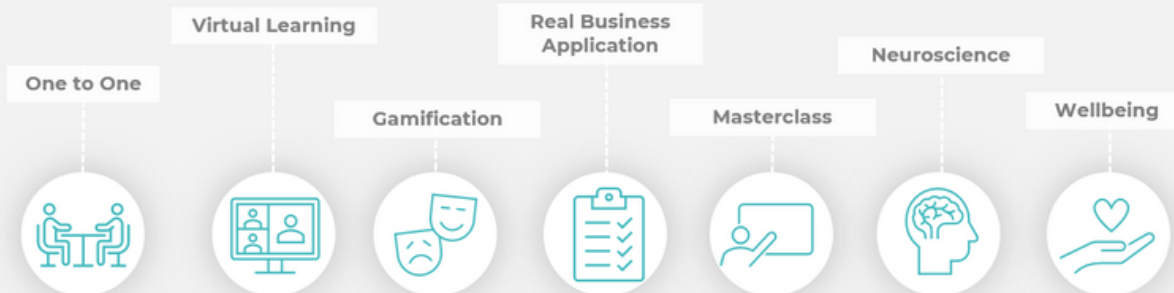 One to One
Virtual Learning
Gamification
Real Business
Application
Masterclass
Neuroscience
Wellbeing